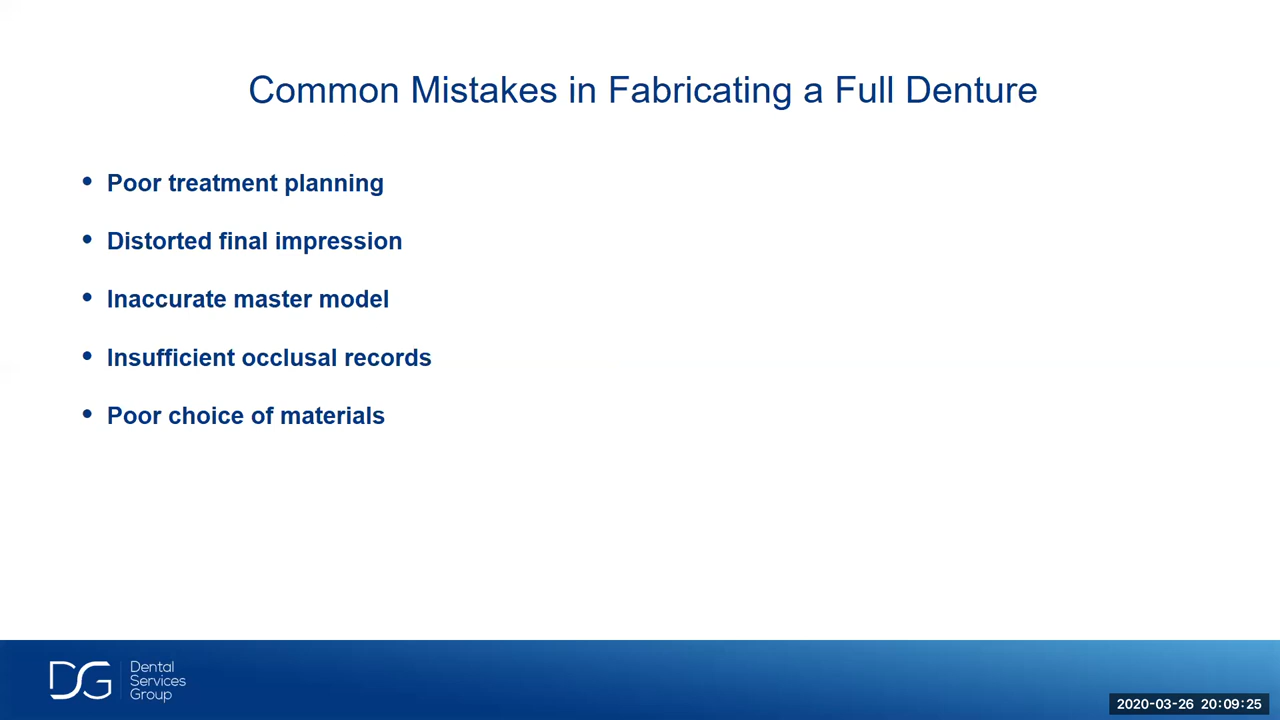 Common Mistakes in Fabricating a Full Denture
• Poor treatment planning
• Distorted final impression
• Inaccurate master model
• Insufficient occlusal records
• Poor choice of materials
DG
Dental
Services
Group
2020-03-26 20:09:25